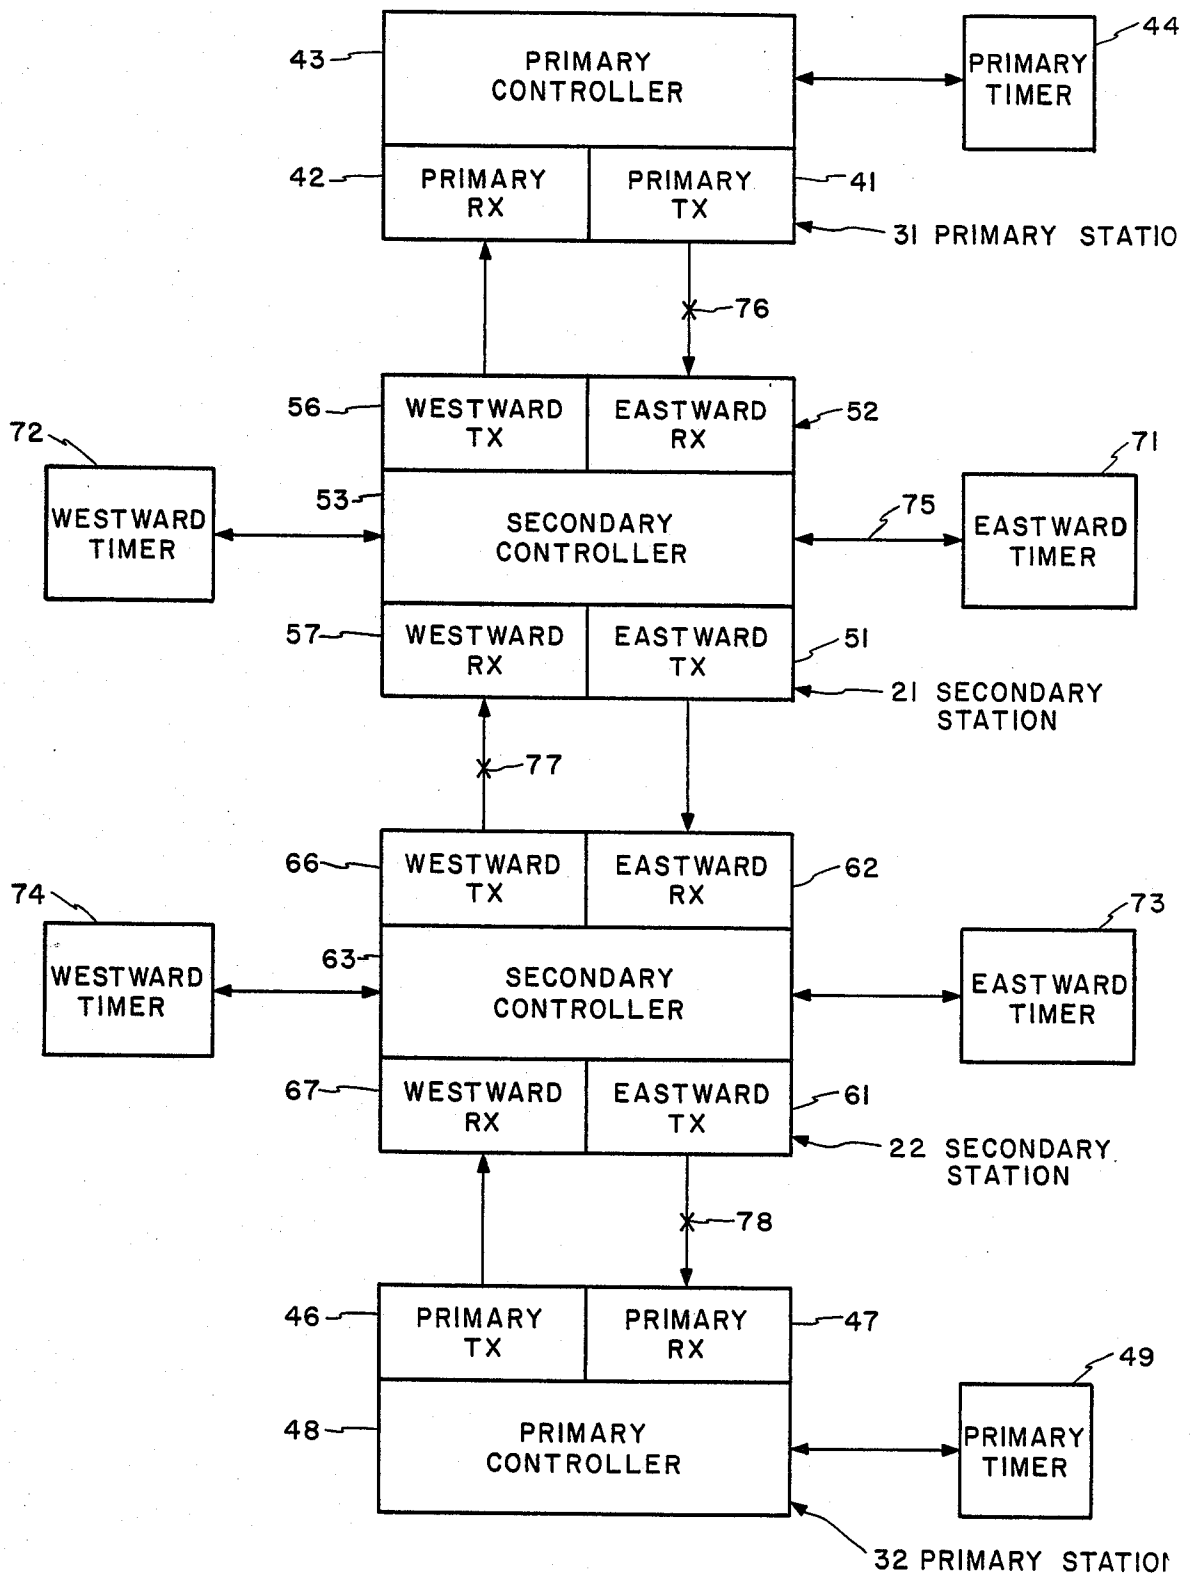 44
43
PRIMARY
CONTROLLER
PRIMARY
TIMER
42
PRIMARY
RX
PRIMARY
TX
41
31 PRIMARY STATIO
76
56
WESTWARD
TX
EASTWARD
RX
52
72
71
53
75
WESTWARD
TIMER
SECONDARY
CONTROLLER
EASTWARD
TIMER
57
WESTWARD
RX
EASTWARD
TX
51
21 SECONDARY
STATION
77
66
WESTWARD
TX
EASTWARD
RX
62
74
73
63
WESTWARD
TIMER
SECONDARY
CONTROLLER
EASTWARD
TIMER
67
WESTWARD
RX
EASTWARD
TX
61
22 SECONDARY
STATION
78
46
PRIMARY
TX
PRIMARY
RX
47
49
48
PRIMARY
CONTROLLER
PRIMARY
TIMER
32 PRIMARY STATION